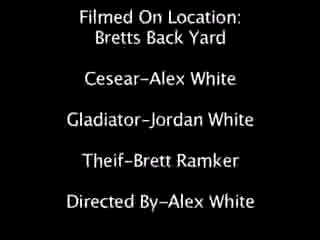 Filmed On Location:
Bretts Back Yard
Cesear-Alex White
Gladiator-Jordan White
Theif-Brett Ramker
Directed By-Alex White